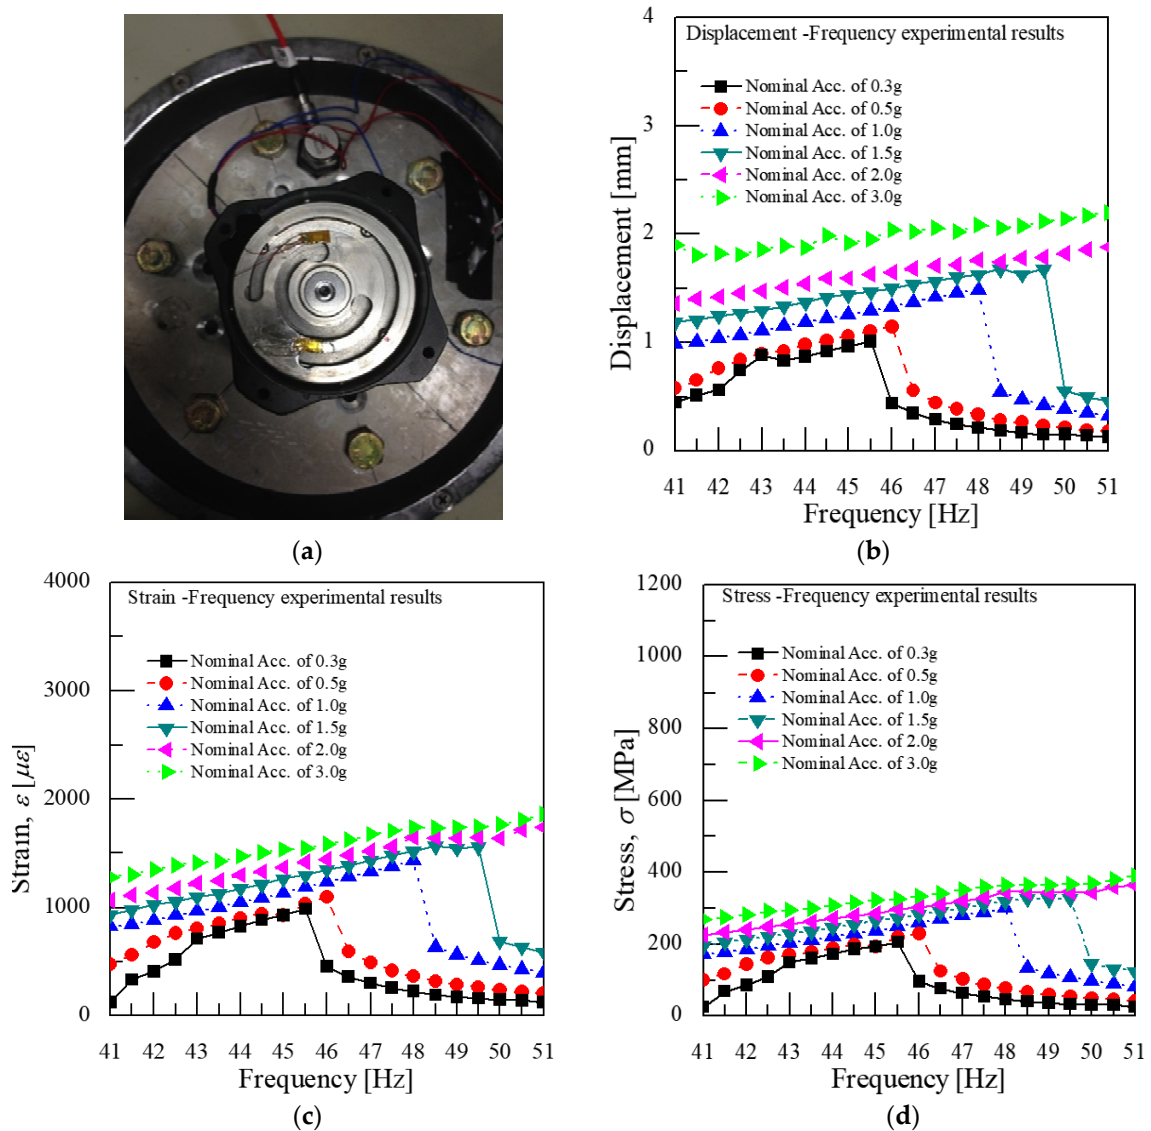 4
Displacement -Frequency experimental results
Nominal Acc. of 0.3g
Nominal Acc. of 0.5g
Nominal Acc. of 1.0g
Nominal Acc. of 1.5g
Nominal Acc. of 2.0g
Nominal Acc. of 3.0g
3
2
1
0
Displacement [mm]
41 42 43 44 45 46 47 48 49 50 51
Frequency [Hz]
(a)
(b)
4000
Strain -Frequency experimental results
Nominal Acc. of 0.3g
Nominal Acc. of 0.5g
Nominal Acc. of 1.0g
Nominal Acc. of 1.5g
Nominal Acc. of 2.0g
Nominal Acc. of 3.0g
3000
2000
1000
0
Strain, ε [με]
41 42 43 44 45 46 47 48 49 50 51
Frequency [Hz]
(c)
1200
Stress -Frequency experimental results
Nominal Acc. of 0.3g
Nominal Acc. of 0.5g
Nominal Acc. of 1.0g
Nominal Acc. of 1.5g
Nominal Acc. of 2.0g
Nominal Acc. of 3.0g
1000
800
600
400
200
0
Stress, σ [MPa]
41 42 43 44 45 46 47 48 49 50 51
Frequency [Hz]
(d)